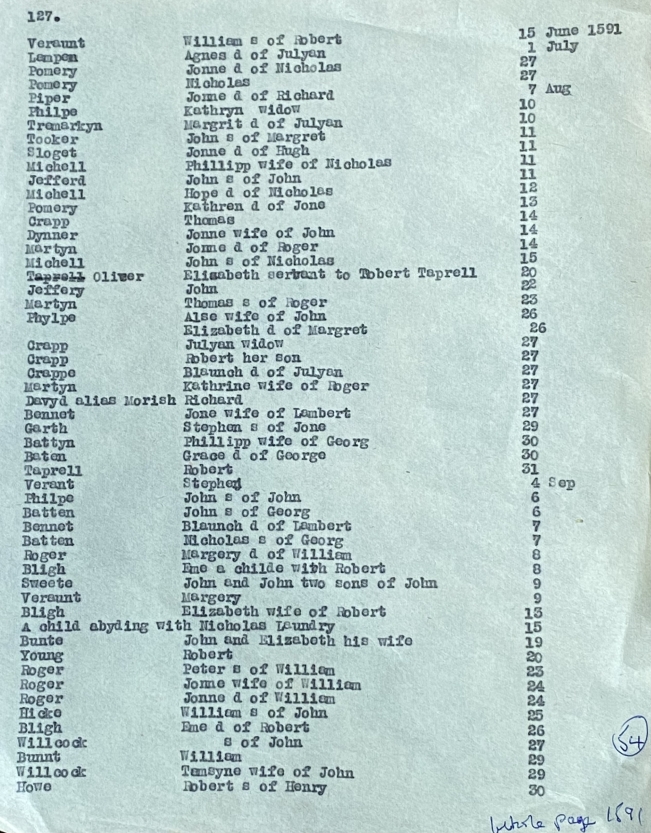 127.
Veraunt William s of Robert 15 June 1591
Lampen Agnes d of Julyan 1 July
Pomery Jonne d of Nicholas 27
Pomery Nicholas 27
Piper Jonne d of Richard 7 Aug
Philpe Kathryn widow 10
Tremarkyn Margrit d of Julyan 10
Tooker John s of Margret 11
Sloget Jonne d of Hugh 11
Michell Phillipp wife of Nicholas 11
Jefferd John s of John 11
Michell Hope d of Nicholas 12
Pomery Kathren d of Jone 13
Crapp Thomas 14
Dynner Jonne wife of John 14
Martyn Jonne d of Roger 14
Michell John s of Nicholas 15
Taprell Oliver Elizabeth servant to Robert Taprell 20
Jeffery John 22
Martyn Thomas s of Roger 23
Phylpe Alse wife of John 26
Elizabeth d of Margret 26
Crapp Julyan widow 27
Crapp Robert her son 27
Crappe Blaunch d of Julyan 27
Martyn Kathrine wife of Roger 27
Davyd alias Morish Richard 27
Bennet Jone wife of Lambert 27
Garth Stephen s of Jone 29
Battyn Phillipp wife of Georg 30
Baten Grace d of George 30
Taprell Robert 31
Verant Stephen 4 Sep
Philpe John s of John 6
Batten John s of Georg 6
Bennet Blaunch d of Lambert 7
Batten Nicholas s of Georg 7
Roger Margery d of William 8
Bligh Eme a childe with Robert 8
Sweete John and John two sons of John 9
Veraunt Margery 9
Bligh Elizabeth wife of Robert 13
A child abyding with Nicholas Laundry 15
Bunte John and Elizabeth his wife 19
Young Robert 20
Roger Peter s of William 23
Roger Jonne wife of William 24
Roger Jonne d of William 24
Hicke William s of John 25
Bligh Eme d of Robert 26
Willcock s of John 27
Bunnt William 29
Willcock Tamsyne wife of John 29
Howe Robert s of Henry 30
54
Whole page 1591